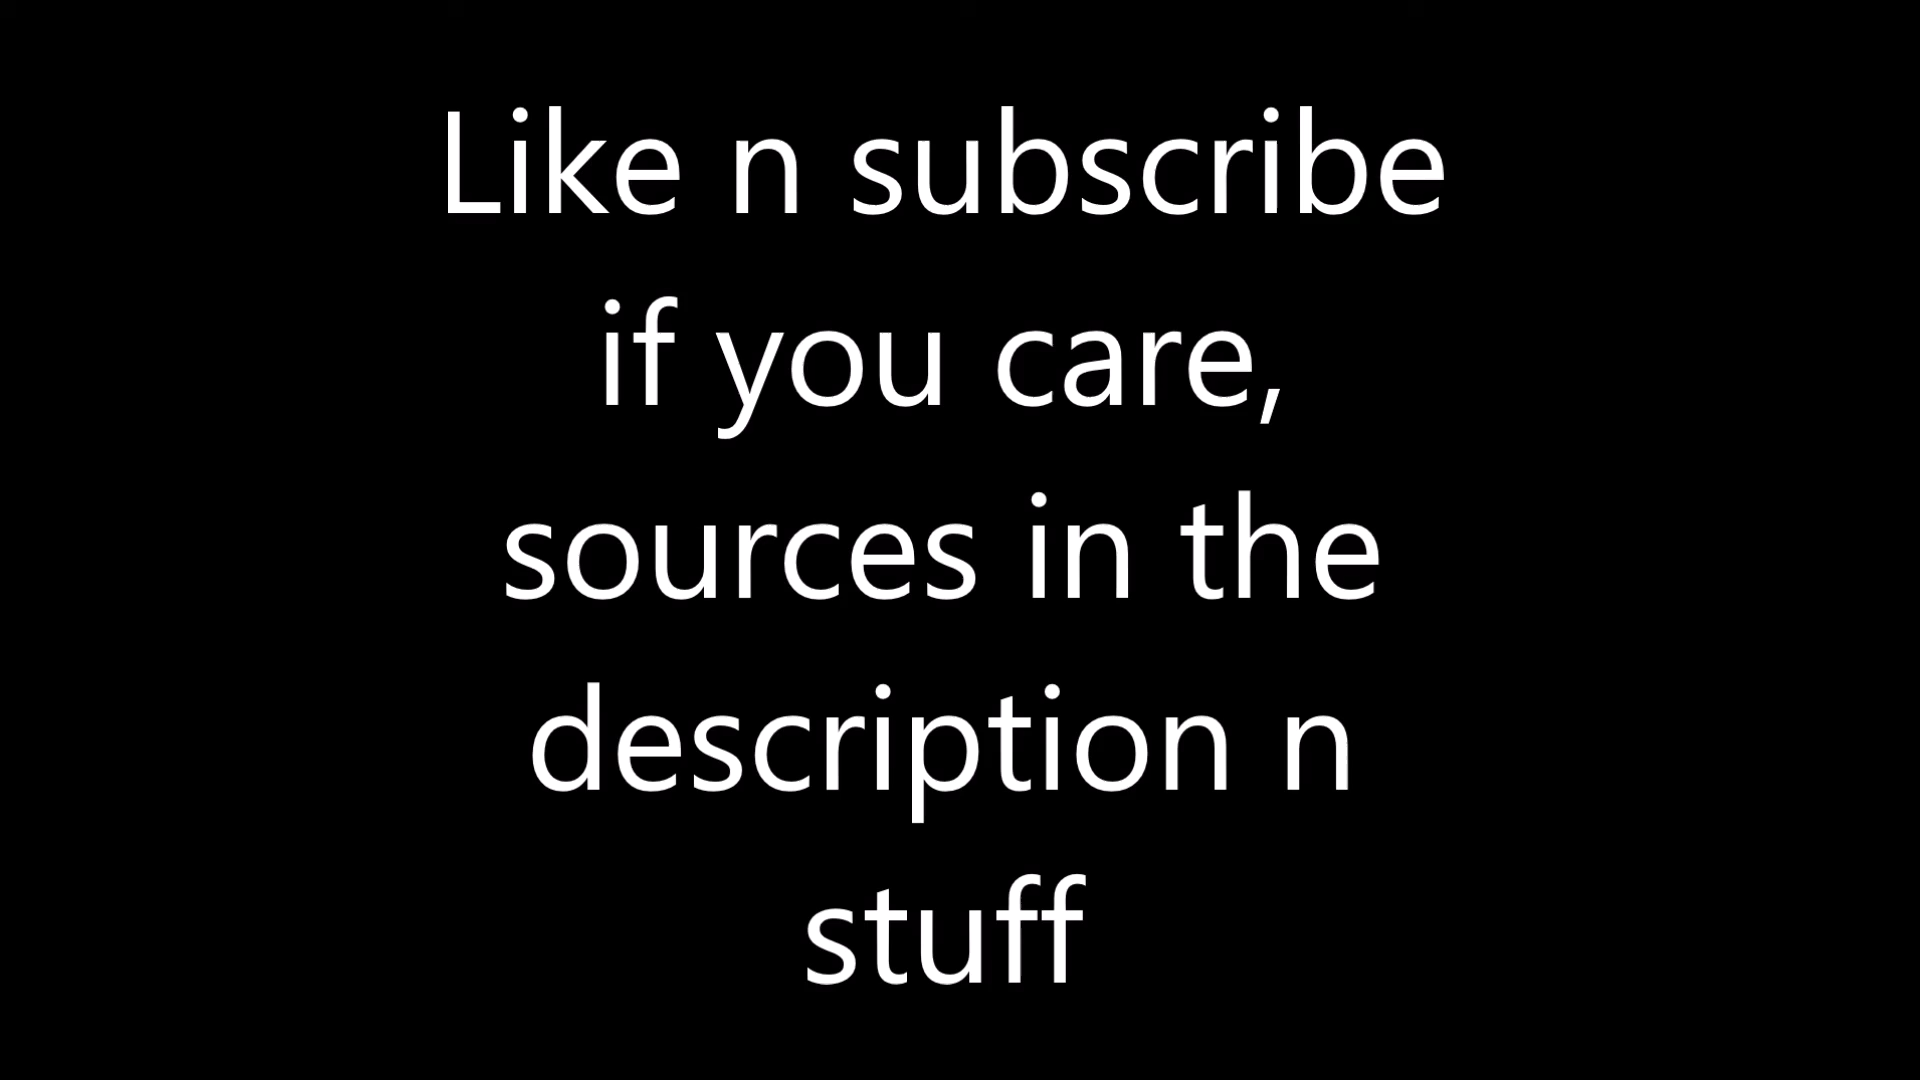 Like n subscribe
if you care,
sources in the
description n
stuff